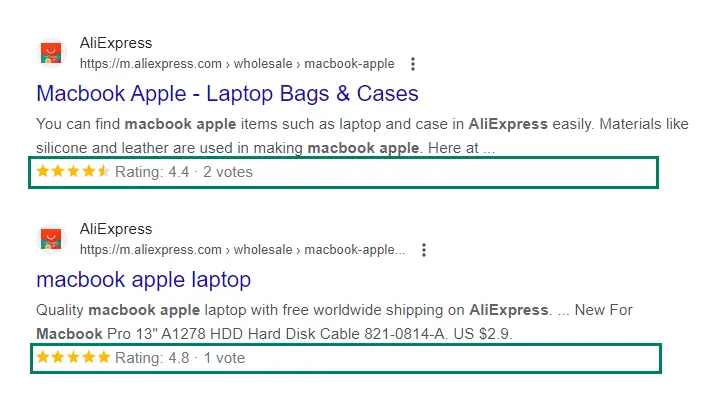 AliExpress
https://m.aliexpress.com › wholesale › macbook-apple
Macbook Apple - Laptop Bags & Cases
You can find macbook apple items such as laptop and case in AliExpress easily. Materials like
silicone and leather are used in making macbook apple. Here at ...
Rating: 4.4 · 2 votes
AliExpress
https://m.aliexpress.com › wholesale › macbook-apple...
macbook apple laptop
Quality macbook apple laptop with free worldwide shipping on AliExpress. ... New For
Macbook Pro 13" A1278 HDD Hard Disk Cable 821-0814-A. US $2.9.
Rating: 4.8 · 1 vote